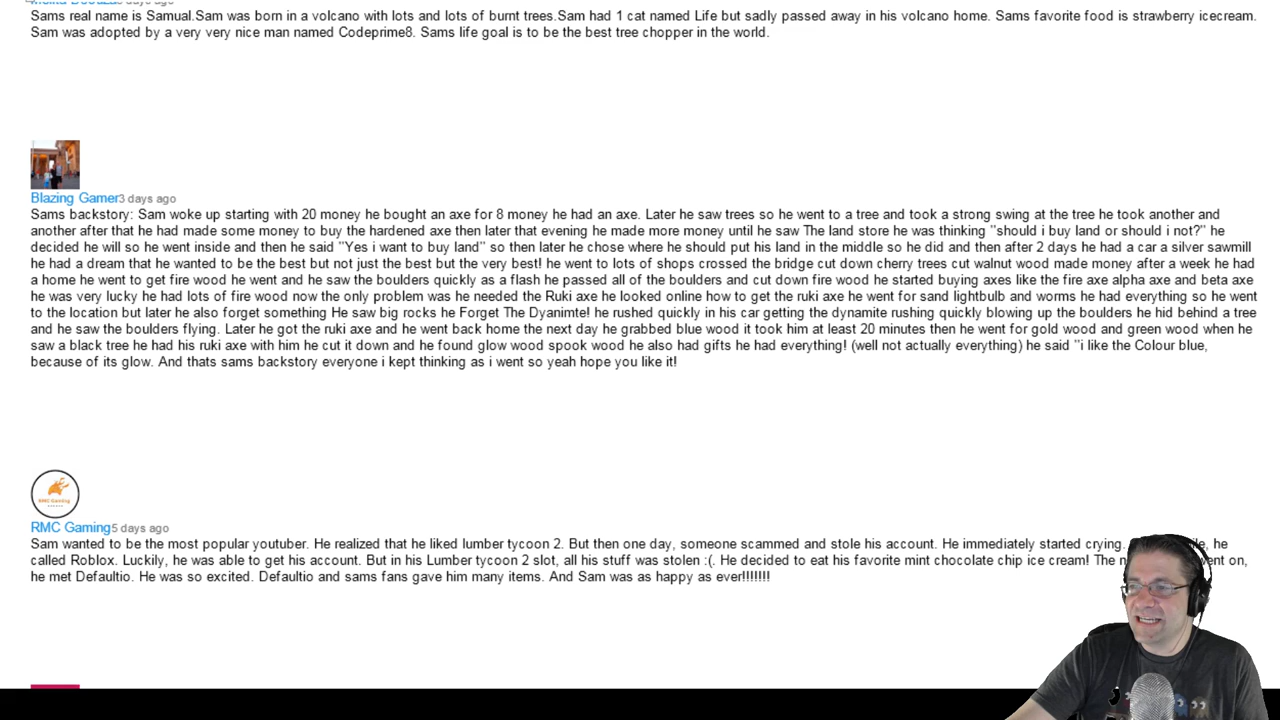 ago
Sams real name is Samual.Sam was born in a volcano with lots and lots of burnt trees.Sam had 1 cat named Life but sadly passed away in his volcano home. Sams favorite food is strawberry icecream.
Sam was adopted by a very very nice man named Codeprime8. Sams life goal is to be the best tree chopper in the world.
Blazing Gamer3 days ago
Sams backstory: Sam woke up starting with 20 money he bought an axe for 8 money he had an axe. Later he saw trees so he went to a tree and took a strong swing at the tree he took another and
another after that he had made some money to buy the hardened axe then later that evening he made more money until he saw The land store he was thinking "should i buy land or should i not?" he
decided he will so he went inside and then he said "Yes i want to buy land" so then later he chose where he should put his land in the middle so he did and then after 2 days he had a car a silver sawmill
he had a dream that he wanted to be the best but not just the best but the very best! he went to lots of shops crossed the bridge cut down cherry trees cut walnut wood made money after a week he had
a home he went to get fire wood he went and he saw the boulders quickly as a flash he passed all of the boulders and cut down fire wood he started buying axes like the fire axe alpha axe and beta axe
he was very lucky he had lots of fire wood now the only problem was he needed the Ruki axe he looked online how to get the ruki axe he went for sand lightbulb and worms he had everything so he went
to the location but later he also forget something He saw big rocks he Forget The Dyanimte! he rushed quickly in his car getting the dynamite rushing quickly blowing up the boulders he hid behind a tree
and he saw the boulders flying. Later he got the ruki axe and he went back home the next day he grabbed blue wood it took him at least 20 minutes then he went for gold wood and green wood when he
saw a black tree he had his ruki axe with him he cut it down and he found glow wood spook wood he also had gifts he had everything! (well not actually everything) he said "i like the Colour blue,
because of its glow. And thats sams backstory everyone i kept thinking as i went so yeah hope you like it!
RMC Gaming
RMC Gaming5 days ago
Sam wanted to be the most popular youtuber. He realized that he liked lumber tycoon 2. But then one day, someone scammed and stole his account. He immediately started crying. he
called Roblox. Luckily, he was able to get his account. But in his Lumber tycoon 2 slot, all his stuff was stolen :(. He decided to eat his favorite mint chocolate chip ice cream! The on,
he met Defaultio. He was so excited. Defaultio and sams fans gave him many items. And Sam was as happy as ever!!!!!!!